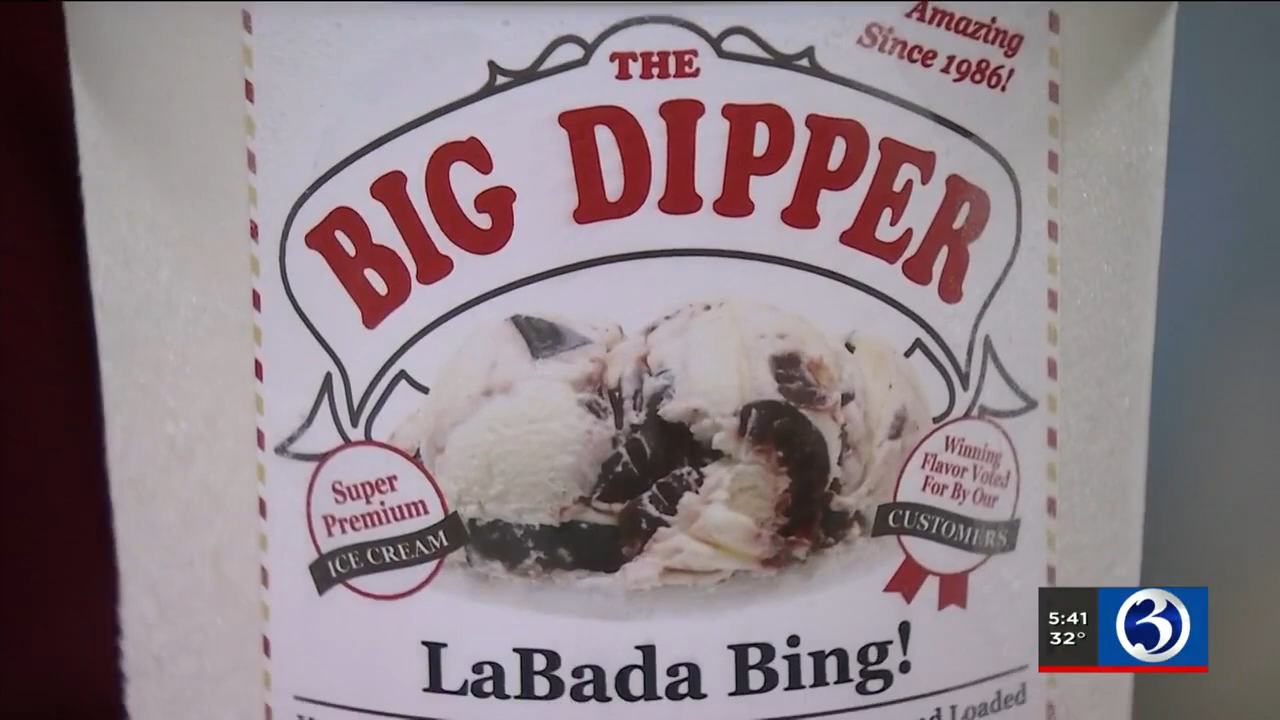 Amazing
Since 1986!
THE
BIG DIPPER
Super
Premium
ICE CREAM
Winning
Flavor Voted
For By Our
CUSTOMERS
LaBada Bing!
Loaded
5:41
32°
3